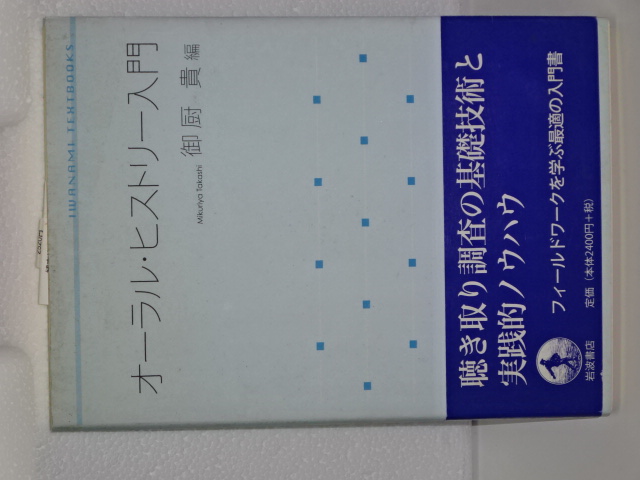 IWANAMI TEXTBOOKS
オーラル・ヒストリー入門
御厨 貴 編
Mikuriya Takashi
聴き取り調査の基礎技術と
実践的ノウハウ
フィールドワークを学ぶ最適の入門書
定価(本体2400円+税)
岩波書店